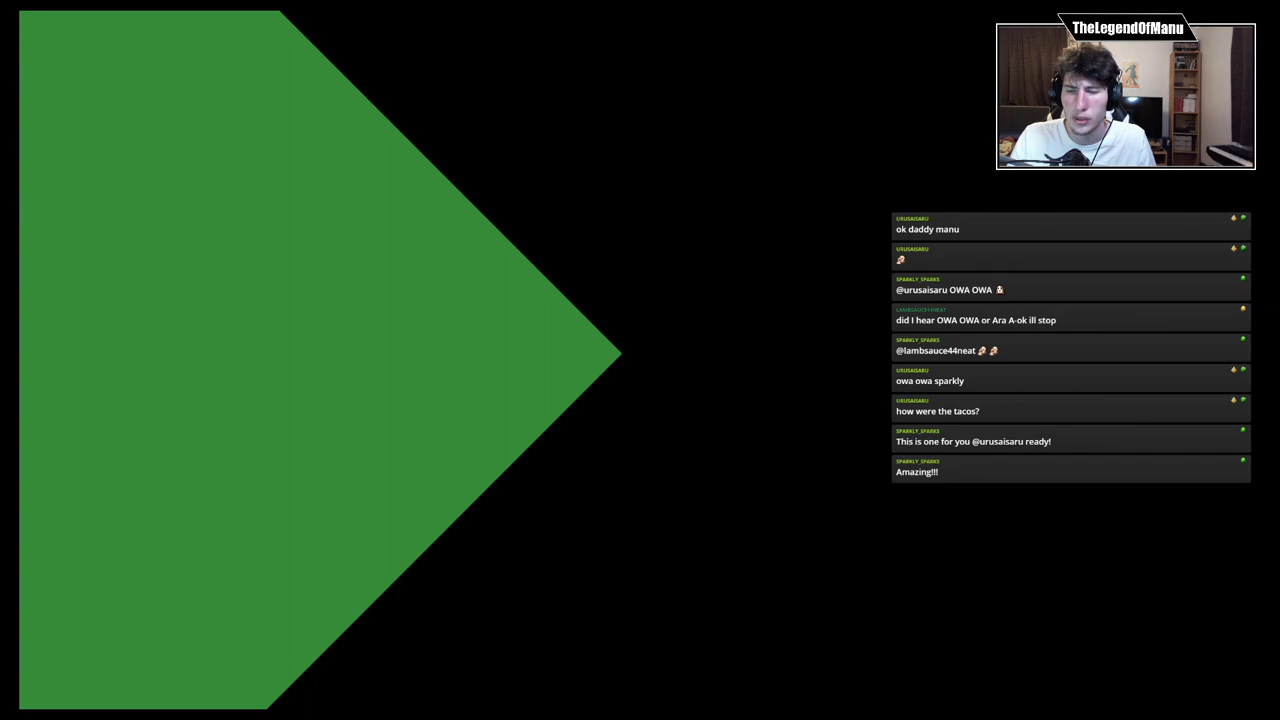 TheLegendOfManu
URUSAISARU
ok daddy manu
URUSAISARU
SPARKLY_SPARKS
@urusaisaru OWA OWA
LAMBSAUCE44NEAT
did I hear OWA OWA or Ara A-ok ill stop
SPARKLY_SPARKS
@lambsauce44neat
URUSAISARU
owa owa sparkly
URUSAISARU
how were the tacos?
SPARKLY_SPARKS
This is one for you @urusaisaru ready!
SPARKLY_SPARKS
Amazing!!!